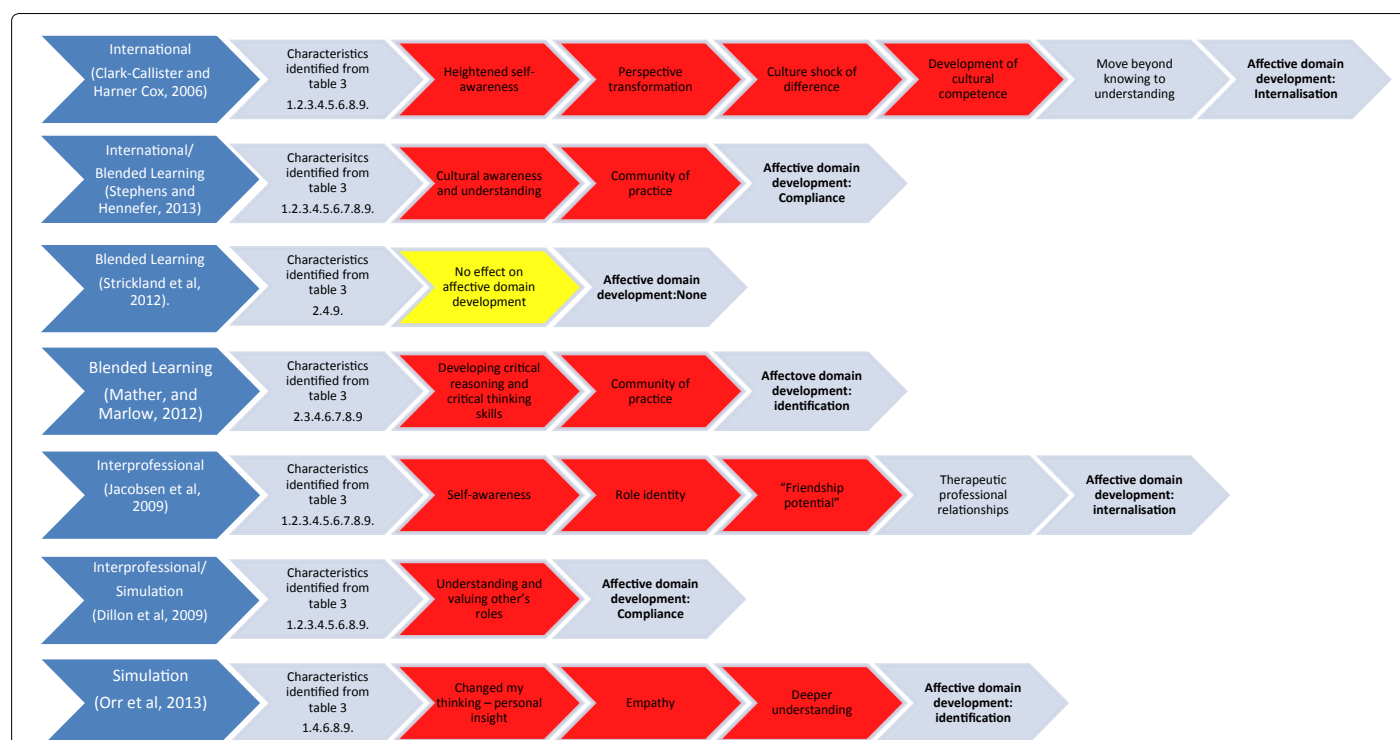 International
(Clark-Callister and
Harner Cox, 2006)
Characteristics
identified from
table 3
1.2.3.4.5.6.8.9.
Heightened self-
awareness
Perspective
transformation
Culture shock of
difference
Development of
cultural
competence
Move beyond
knowing to
understanding
Affective domain
development:
Internalisation
International/
Blended Learning
(Stephens and
Hennefer, 2013)
Characterisitcs
identified from
table 3
1.2.3.4.5.6.7.8.9.
Cultural awareness
and understanding
Community of
practice
Affective domain
development:
Compliance
Blended Learning
(Strickland et al,
2012).
Characteristics
identified from
table 3
2.4.9.
No effect on
affective domain
development
Affective domain
development:None
Blended Learning
(Mather, and
Marlow, 2012)
Characteristics
identified from
table 3
2.3.4.6.7.8.9
Developing critical
reasoning and
critical thinking
skills
Community of
practice
Affectove domain
development:
identification
Interprofessional
(Jacobsen et al,
2009)
Characteristics
identified from
table 3
1.2.3.4.5.6.7.8.9.
Self-awareness
Role identity
“Friendship
potential”
Therapeutic
professional
relationships
Affective domain
development:
internalisation
Interprofessional/
Simulation
(Dillon et al, 2009)
Characteristics
identified from
table 3
1.2.3.4.5.6.8.9.
Understanding and
valuing other’s
roles
Affective domain
development:
Compliance
Simulation
(Orr et al, 2013)
Characteristics
identified from
table 3
1.4.6.8.9.
Changed my
thinking – personal
insight
Empathy
Deeper
understanding
Affective domain
development:
identification